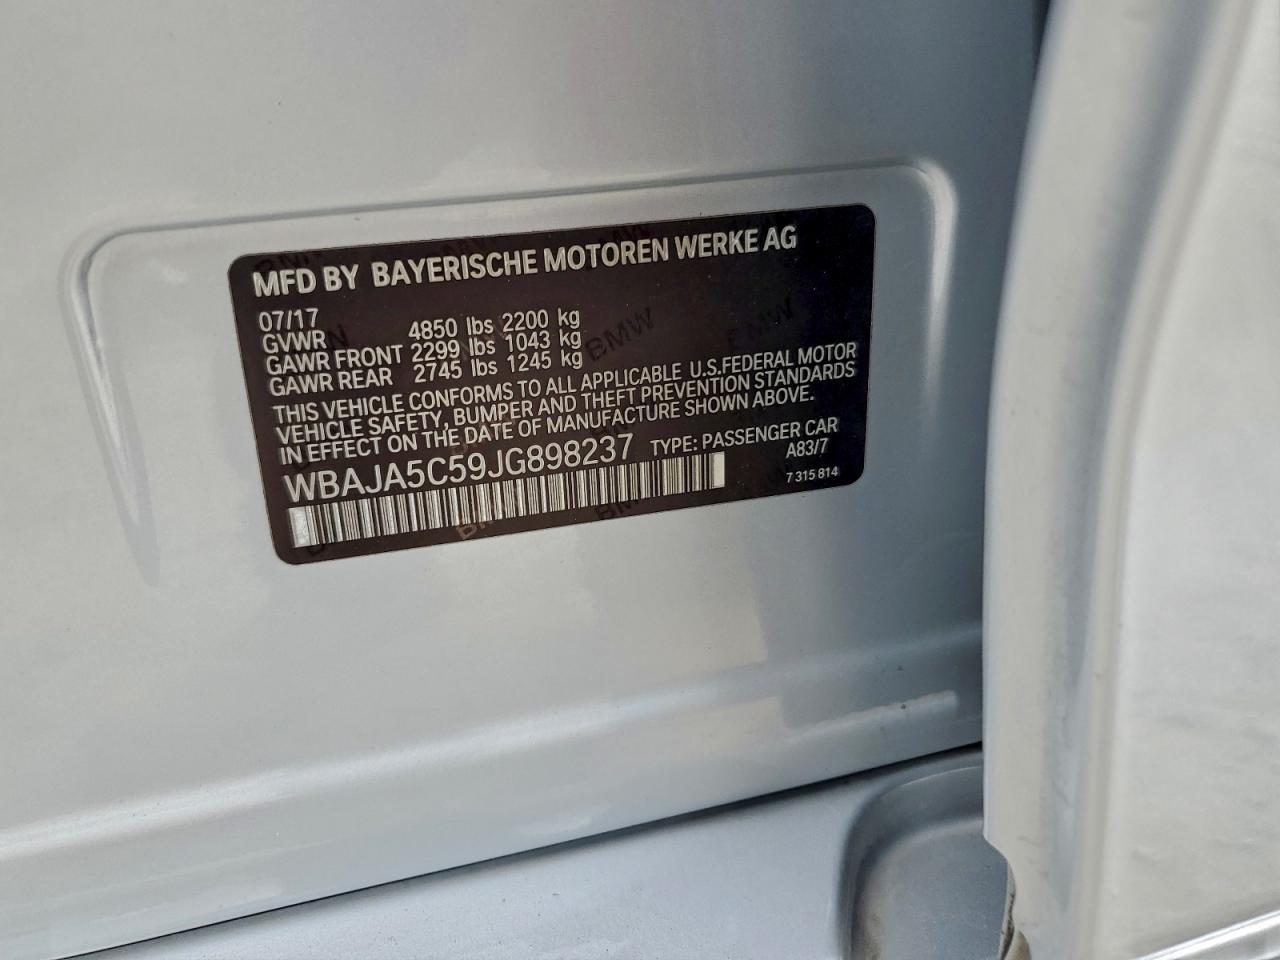 MFD BY BAYERISCHE MOTOREN WERKE AG
07/17
GVWR 4850 lbs 2200 kg
GAWR FRONT 2299 lbs 1043 kg
GAWR REAR 2745 lbs 1245 kg
THIS VEHICLE CONFORMS TO ALL APPLICABLE U.S.FEDERAL MOTOR
VEHICLE SAFETY, BUMPER AND THEFT PREVENTION STANDARDS
IN EFFECT ON THE DATE OF MANUFACTURE SHOWN ABOVE.
WBAJA5C59JG898237 TYPE: PASSENGER CAR
A83/7
7 315 814
BMW
BMW